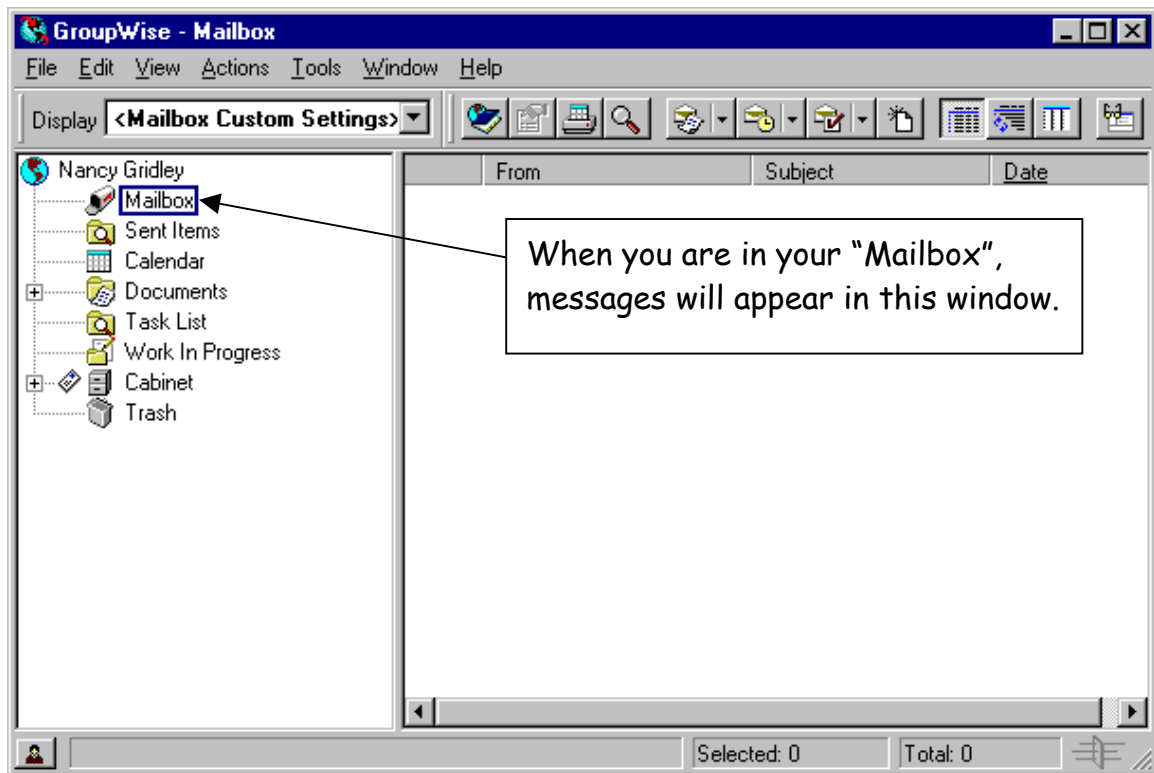 GroupWise - Mailbox
File Edit View Actions Tools Window Help
Display <Mailbox Custom Settings>
Nancy Gridley
Mailbox
Sent Items
Calendar
Documents
Task List
Work In Progress
Cabinet
Trash
From Subject Date
When you are in your “Mailbox”,
messages will appear in this window.
Selected: 0 Total: 0